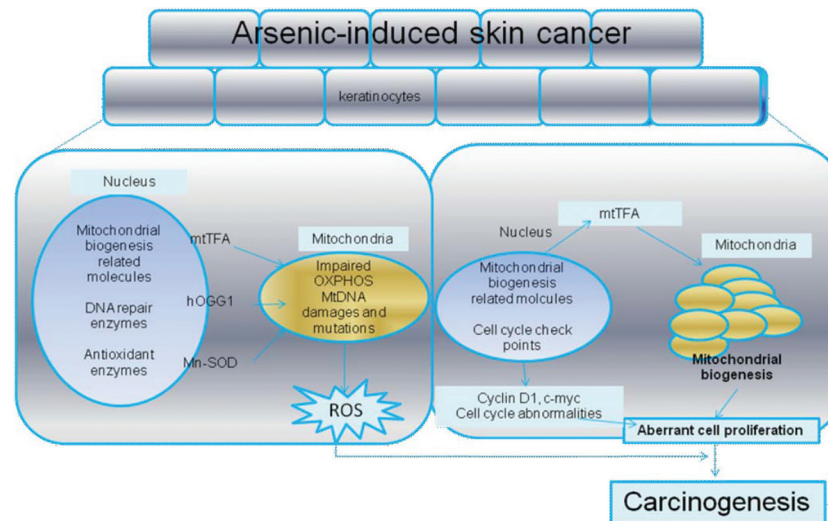 Arsenic-induced skin cancer
keratinocytes
Nucleus
Mitochondrial
biogenesis
related
molecules
DNA repair
enzymes
Antioxidant
enzymes
mtTFA
hOGG1
Mn-SOD
Mitochondria
Impaired
OXPHOS
MtDNA
damages and
mutations
ROS
Nucleus
Mitochondrial
biogenesis
related molcules
Cell cycle check
points
mtTFA
Mitochondria
Mitochondrial
biogenesis
Cyclin D1, c-myc
Cell cycle abnormalities
Aberrant cell proliferation
Carcinogenesis